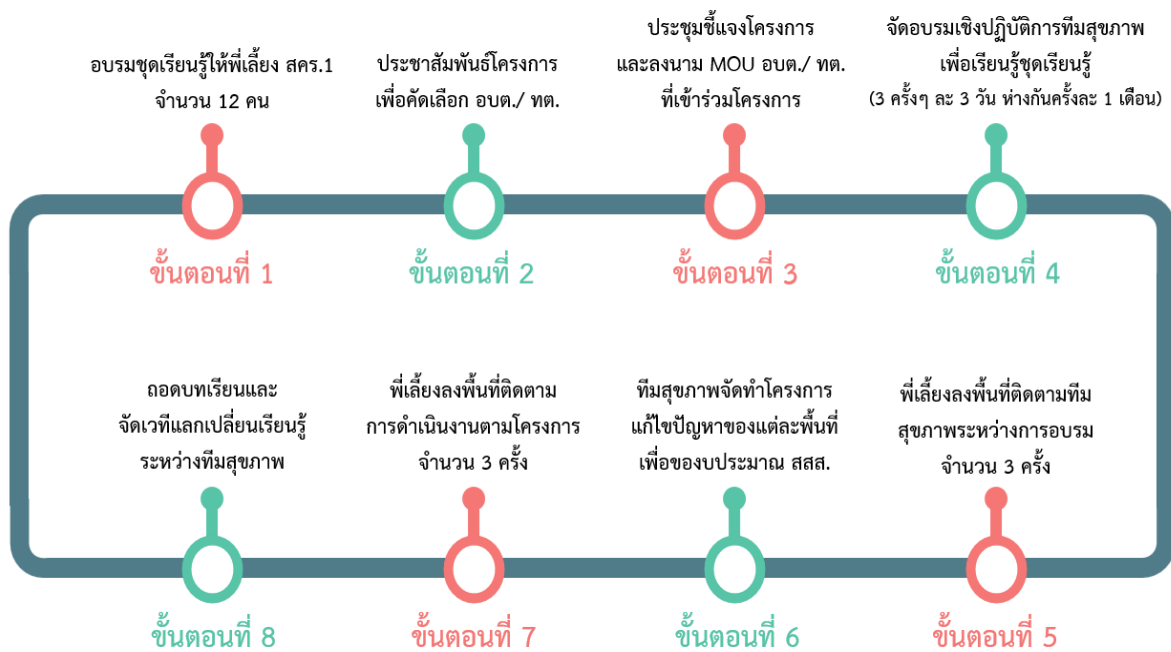 อบรมชุดเรียนรู้ให้พี่เลี้ยง สคร.1
จำนวน 12 คน
ขั้นตอนที่ 1
ประชาสัมพันธ์โครงการ
เพื่อคัดเลือก อบต./ ทต.
ขั้นตอนที่ 2
ประชุมชี้แจงโครงการ
และลงนาม MOU อบต./ ทต.
ที่เข้าร่วมโครงการ
ขั้นตอนที่ 3
จัดอบรมเชิงปฏิบัติการทีมสุขภาพ
เพื่อเรียนรู้ชุดเรียนรู้
(3 ครั้งๆ ละ 3 วัน ห่างกันครั้งละ 1 เดือน)
ขั้นตอนที่ 4
พี่เลี้ยงลงพื้นที่ติดตามทีม
สุขภาพระหว่างการอบรม
จำนวน 3 ครั้ง
ขั้นตอนที่ 5
ทีมสุขภาพจัดทำโครงการ
แก้ไขปัญหาของแต่ละพื้นที่
เพื่อของบประมาณ สสส.
ขั้นตอนที่ 6
พี่เลี้ยงลงพื้นที่ติดตาม
การดำเนินงานตามโครงการ
จำนวน 3 ครั้ง
ขั้นตอนที่ 7
ถอดบทเรียนและ
จัดเวทีแลกเปลี่ยนเรียนรู้
ระหว่างทีมสุขภาพ
ขั้นตอนที่ 8